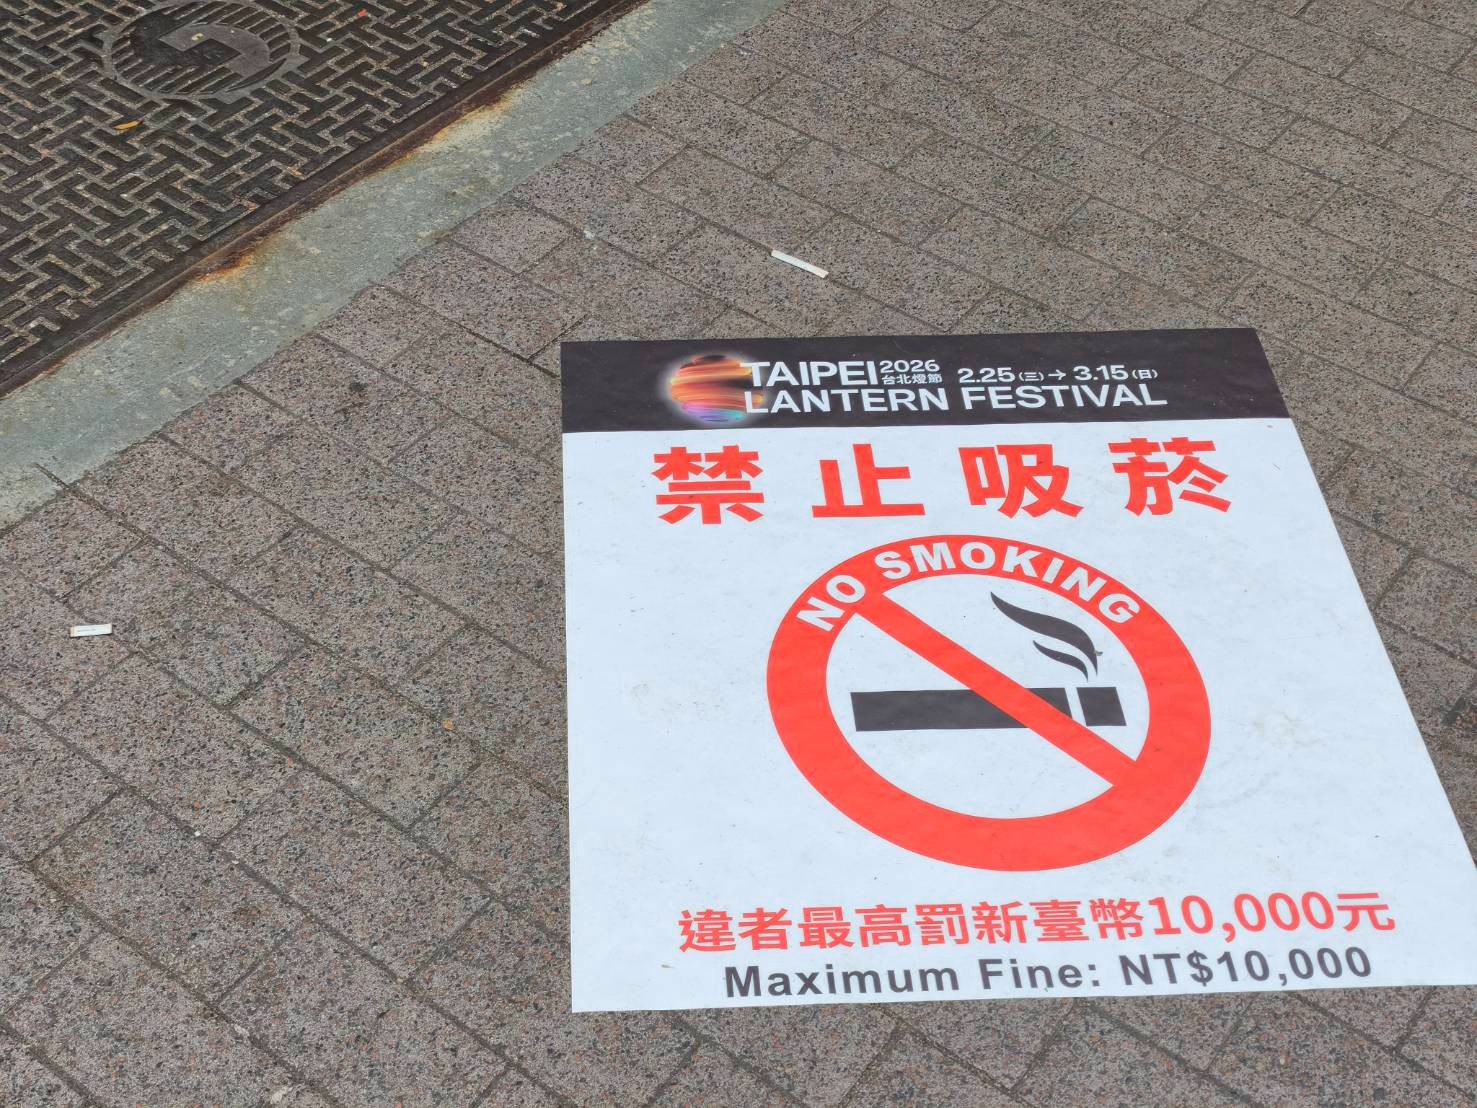 TAIPEI 2026 台北燈節 2.25(三)→3.15(日)
LANTERN FESTIVAL
禁止吸菸
NO SMOKING
違者最高罰新臺幣10,000元
Maximum Fine: NT$10,000